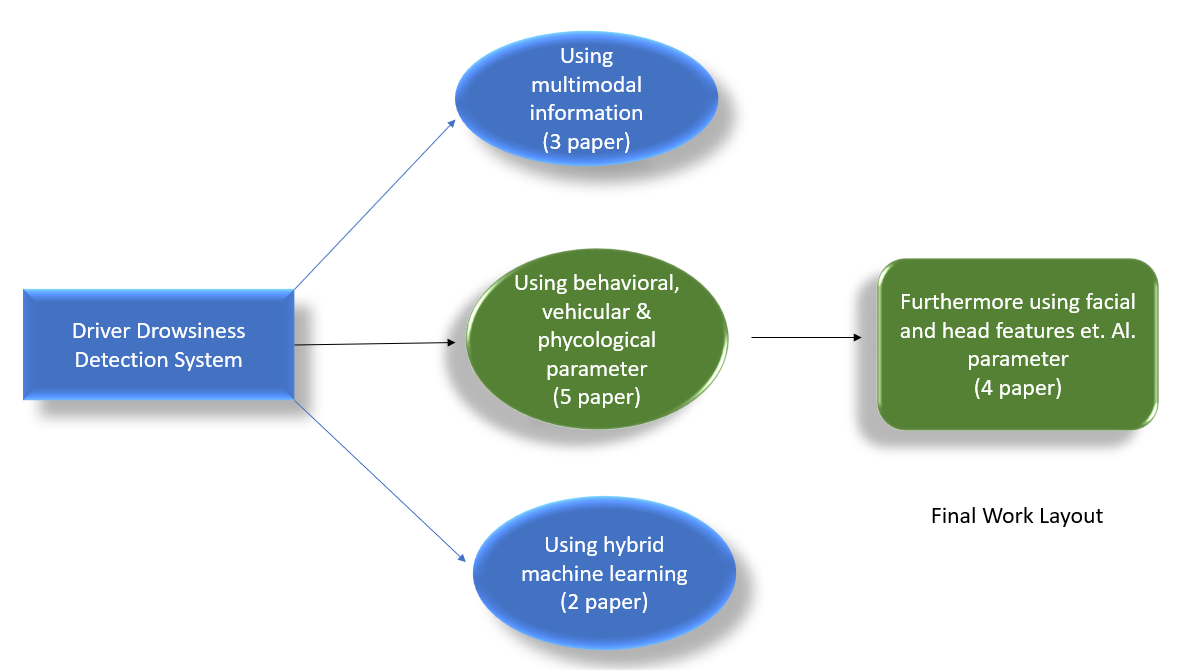 Using
multimodal
information
(3 paper)
Using behavioral,
vehicular &
phycological
parameter
(5 paper)
Furthermore using facial
and head features et. Al.
parameter
(4 paper)
Driver Drowsiness
Detection System
Final Work Layout
Using hybrid
machine learning
(2 paper)